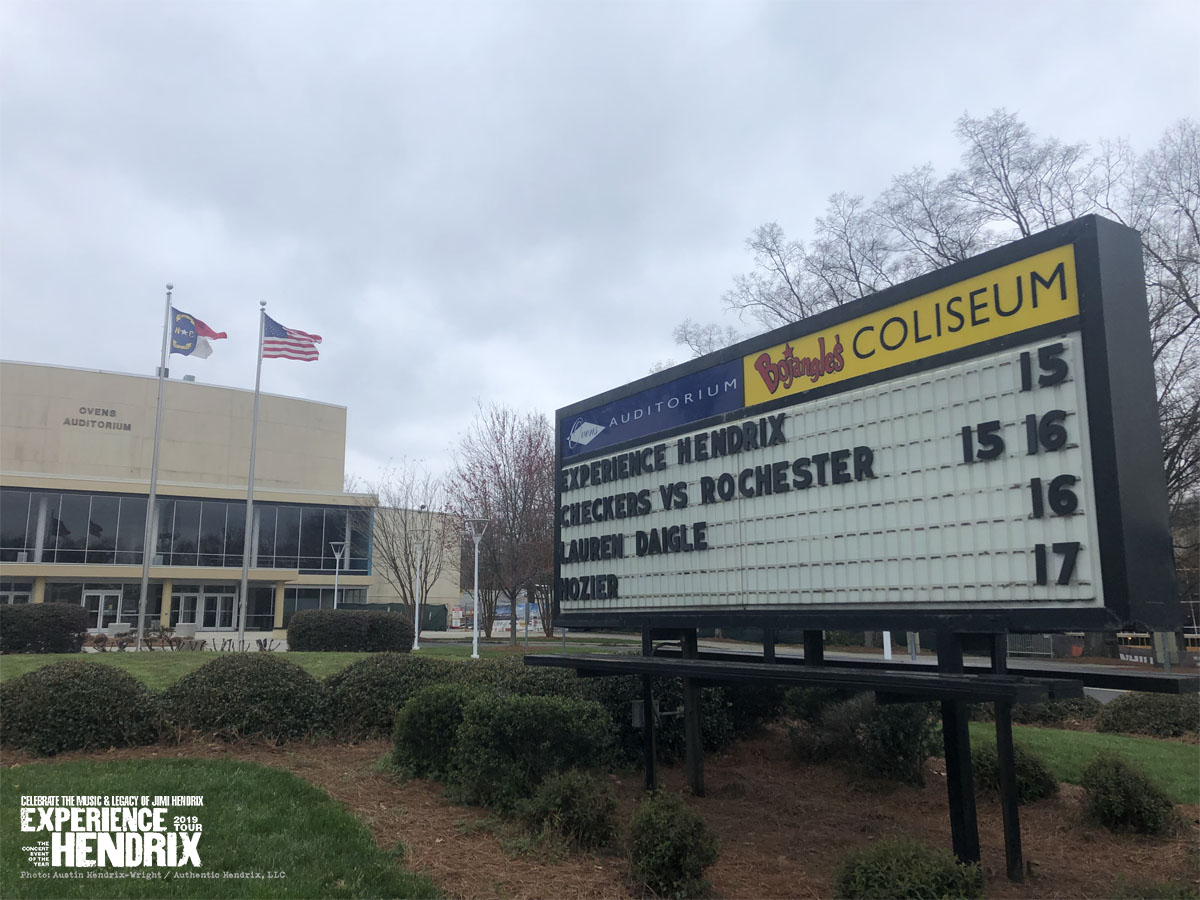 OVENS
AUDITORIUM
N C
Ovens AUDITORIUM
Bojangles' COLISEUM
EXPERIENCE HENDRIX 15
CHECKERS VS ROCHESTER 15 16
LAUREN DAIGLE 16
HOZIER 17
CELEBRATE THE MUSIC & LEGACY OF JIMI HENDRIX
EXPERIENCE 2019 TOUR
THE CONCERT EVENT OF THE YEAR HENDRIX
Photo: Austin Hendrix-Wright / Authentic Hendrix, LLC